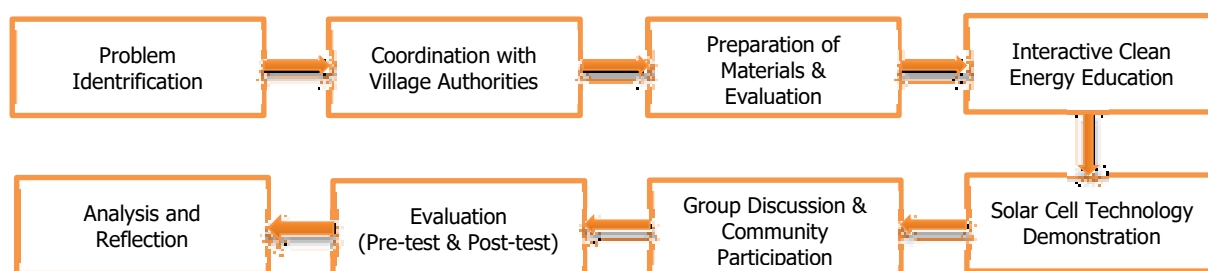 Problem
Identrification
Coordination with
Village Authorities
Preparation of
Materials &
Evaluation
Interactive Clean
Energy Education
Solar Cell Technology
Demonstration
Group Discussion &
Community
Participation
Evaluation
(Pre-test & Post-test)
Analysis and
Reflection